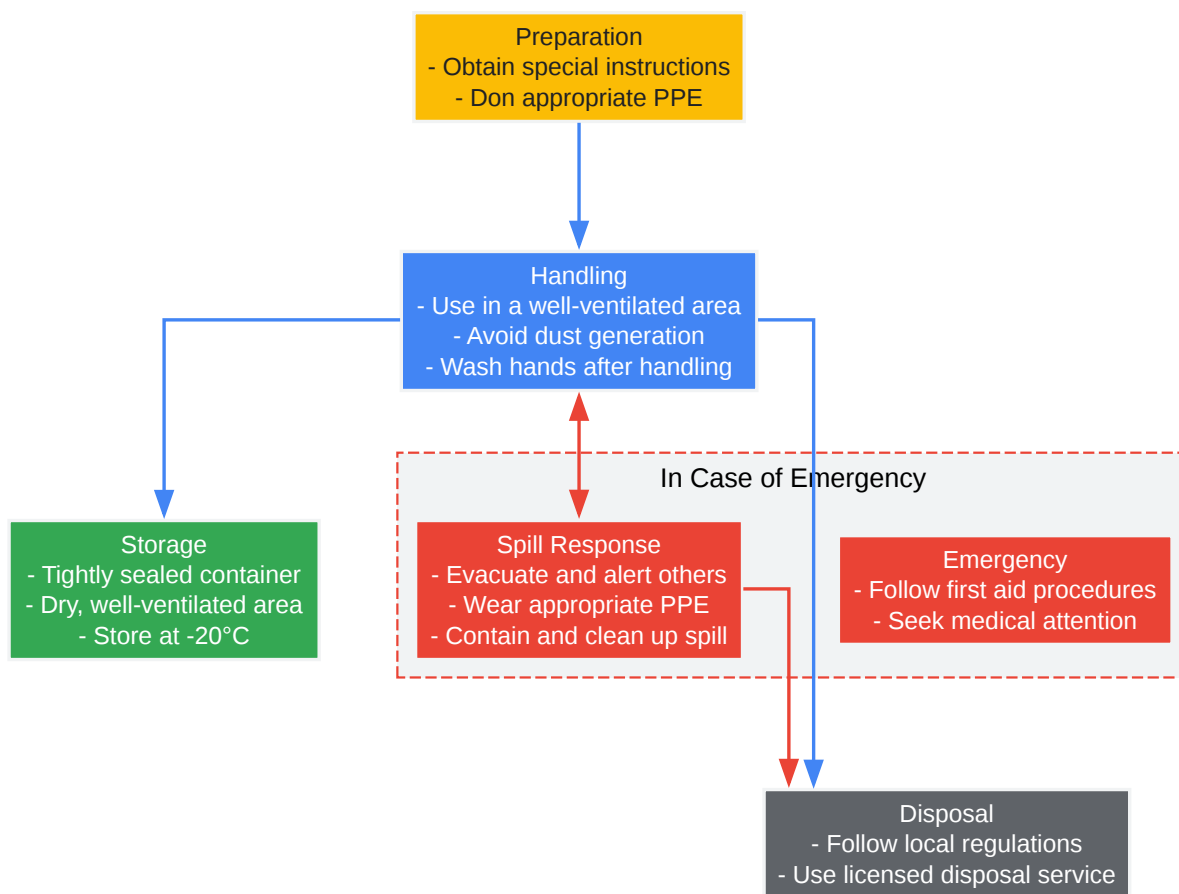 Preparation
- Obtain special instructions
- Don appropriate PPE
Handling
- Use in a well-ventilated area
- Avoid dust generation
- Wash hands after handling
In Case of Emergency
Storage
- Tightly sealed container
- Dry, well-ventilated area
- Store at -20°C
Spill Response
- Evacuate and alert others
- Wear appropriate PPE
- Contain and clean up spill
Emergency
- Follow first aid procedures
- Seek medical attention
Disposal
- Follow local regulations
- Use licensed disposal service